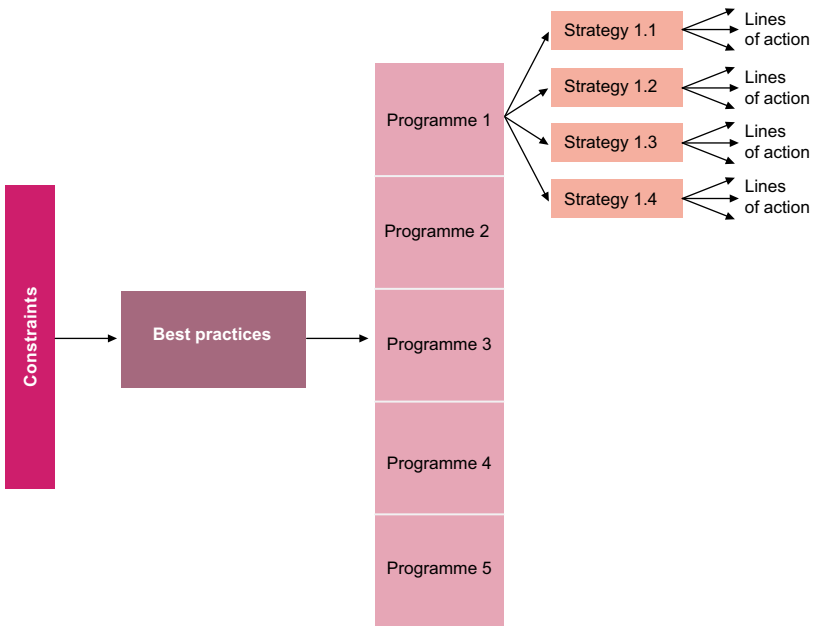 Constraints
Best practices
Programme 1
Programme 2
Programme 3
Programme 4
Programme 5
Strategy 1.1
Lines
of action
Strategy 1.2
Lines
of action
Strategy 1.3
Lines
of action
Strategy 1.4
Lines
of action